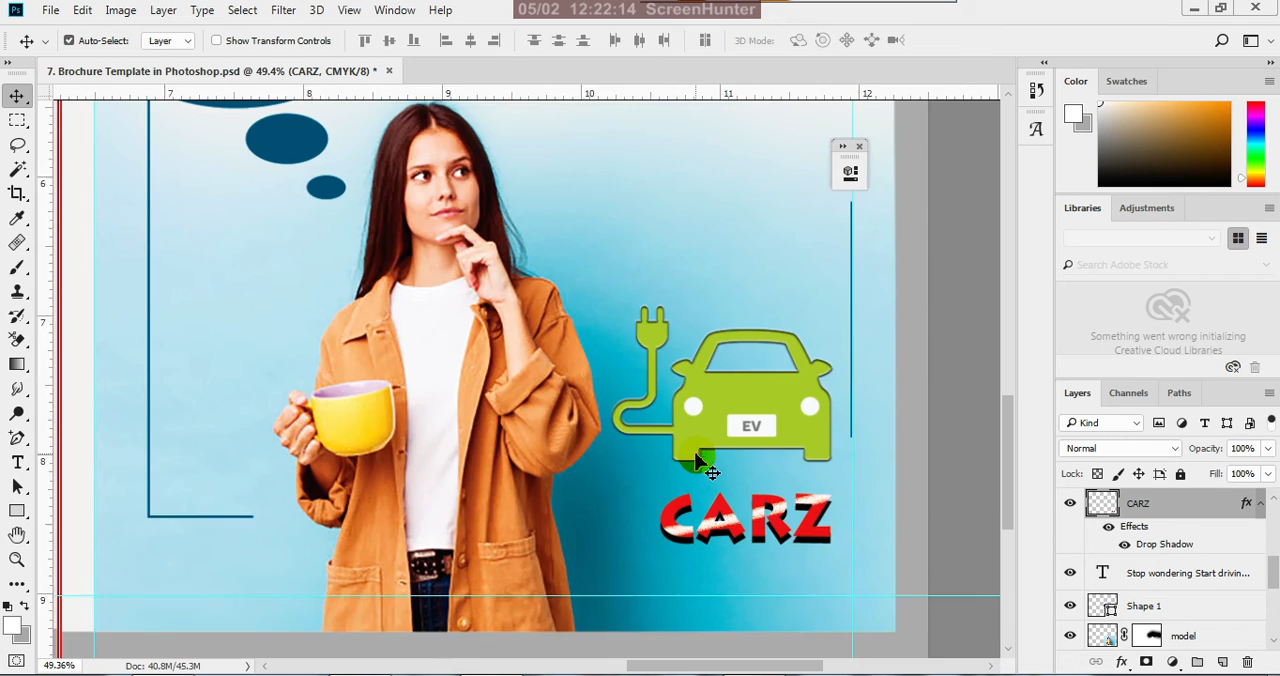 05/02 12:22:14 ScreenHunter
Ps File Edit Image Layer Type Select Filter 3D View Window Help
Auto-Select: Layer Show Transform Controls 3D Mode:
7. Brochure Template in Photoshop.psd @ 49.4% (CARZ, CMYK/8) *
7 8 9 10 11 12
6
7
8
9
EV
CARZ
49.36% Doc: 40.8M/45.3M
Color Swatches
Libraries Adjustments
Search Adobe Stock
Something went wrong initializing
Creative Cloud Libraries
Layers Channels Paths
Kind
Normal Opacity: 100%
Lock: Fill: 100%
CARZ fx
Effects
Drop Shadow
T Stop wondering Start drivin...
Shape 1
model